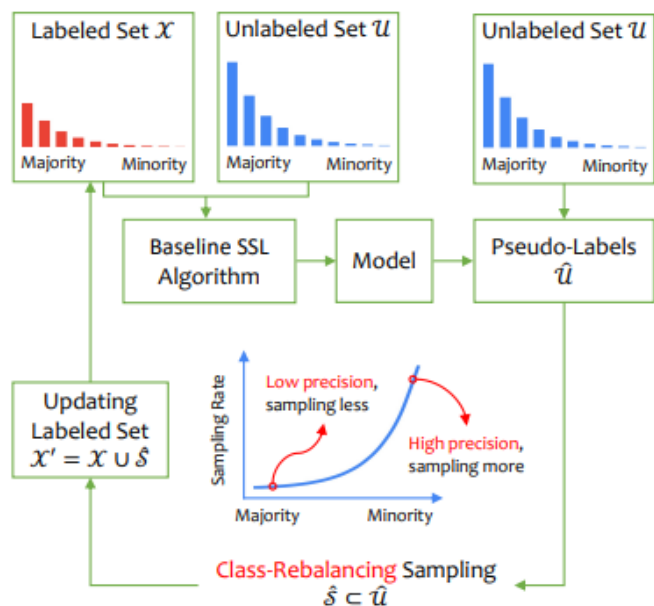 Labeled Set 𝒳
Majority Minority
Unlabeled Set 𝒰
Majority Minority
Unlabeled Set 𝒰
Majority Minority
Baseline SSL
Algorithm
Model
Pseudo-Labels
𝒰̂
Updating
Labeled Set
𝒳′ = 𝒳 ∪ 𝒮̂
Sampling Rate
Low precision,
sampling less
High precision,
sampling more
Majority Minority
Class-Rebalancing Sampling
𝒮̂ ⊂ 𝒰̂